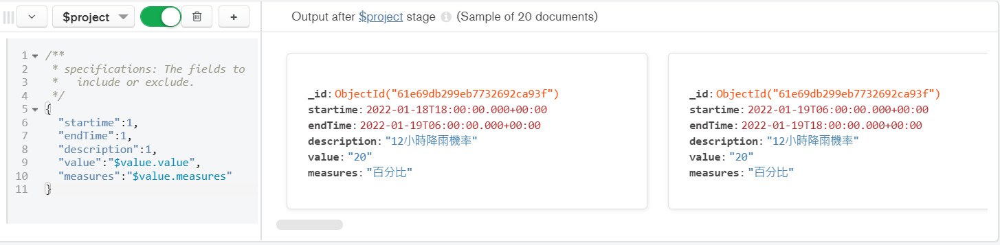 $project
+
Output after $project stage (Sample of 20 documents)
1 /**
2 * specifications: The fields to
3 *   include or exclude.
4 */
5 {
6 "startime":1,
7 "endTime":1,
8 "description":1,
9 "value":"$value.value",
10 "measures":"$value.measures"
11 }
_id: ObjectId("61e69db299eb7732692ca93f")
startime: 2022-01-18T18:00:00.000+00:00
endTime: 2022-01-19T06:00:00.000+00:00
description: "12小時降雨機率"
value: "20"
measures: "百分比"
_id: ObjectId("61e69db299eb7732692ca93f")
startime: 2022-01-19T06:00:00.000+00:00
endTime: 2022-01-19T18:00:00.000+00:00
description: "12小時降雨機率"
value: "20"
measures: "百分比"